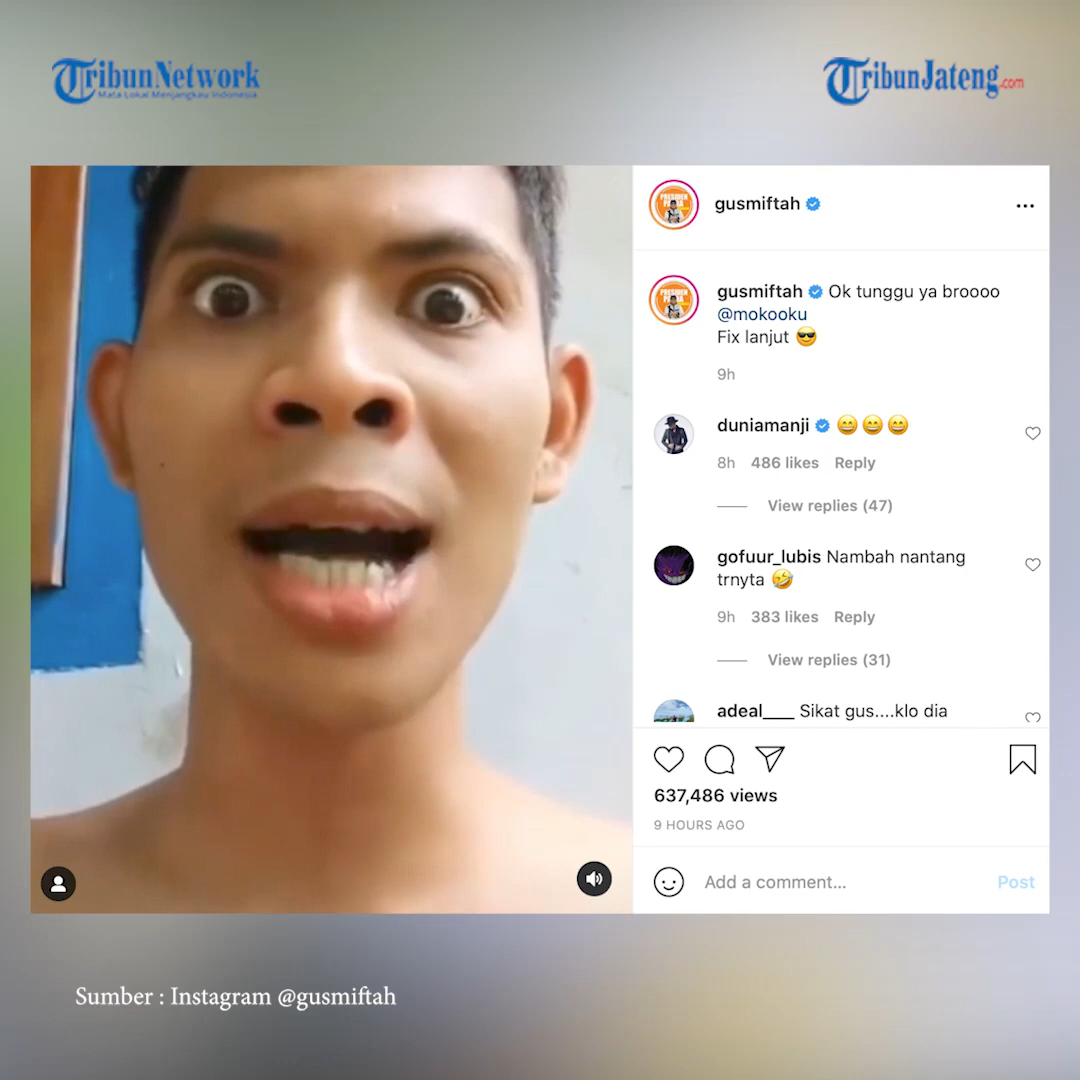 TribunNetwork
Mata Lokal Menjangkau Indonesia
TribunJateng.com
gusmiftah
gusmiftah Ok tunggu ya broooo
@mokooku
Fix lanjut 😎
9h
duniamanji 😄😄😄
8h 486 likes Reply
View replies (47)
gofuur_lubis Nambah nantang
trnyta 🤣
9h 383 likes Reply
View replies (31)
adeal___ Sikat gus....klo dia
637,486 views
9 HOURS AGO
Add a comment... Post
Sumber : Instagram @gusmiftah